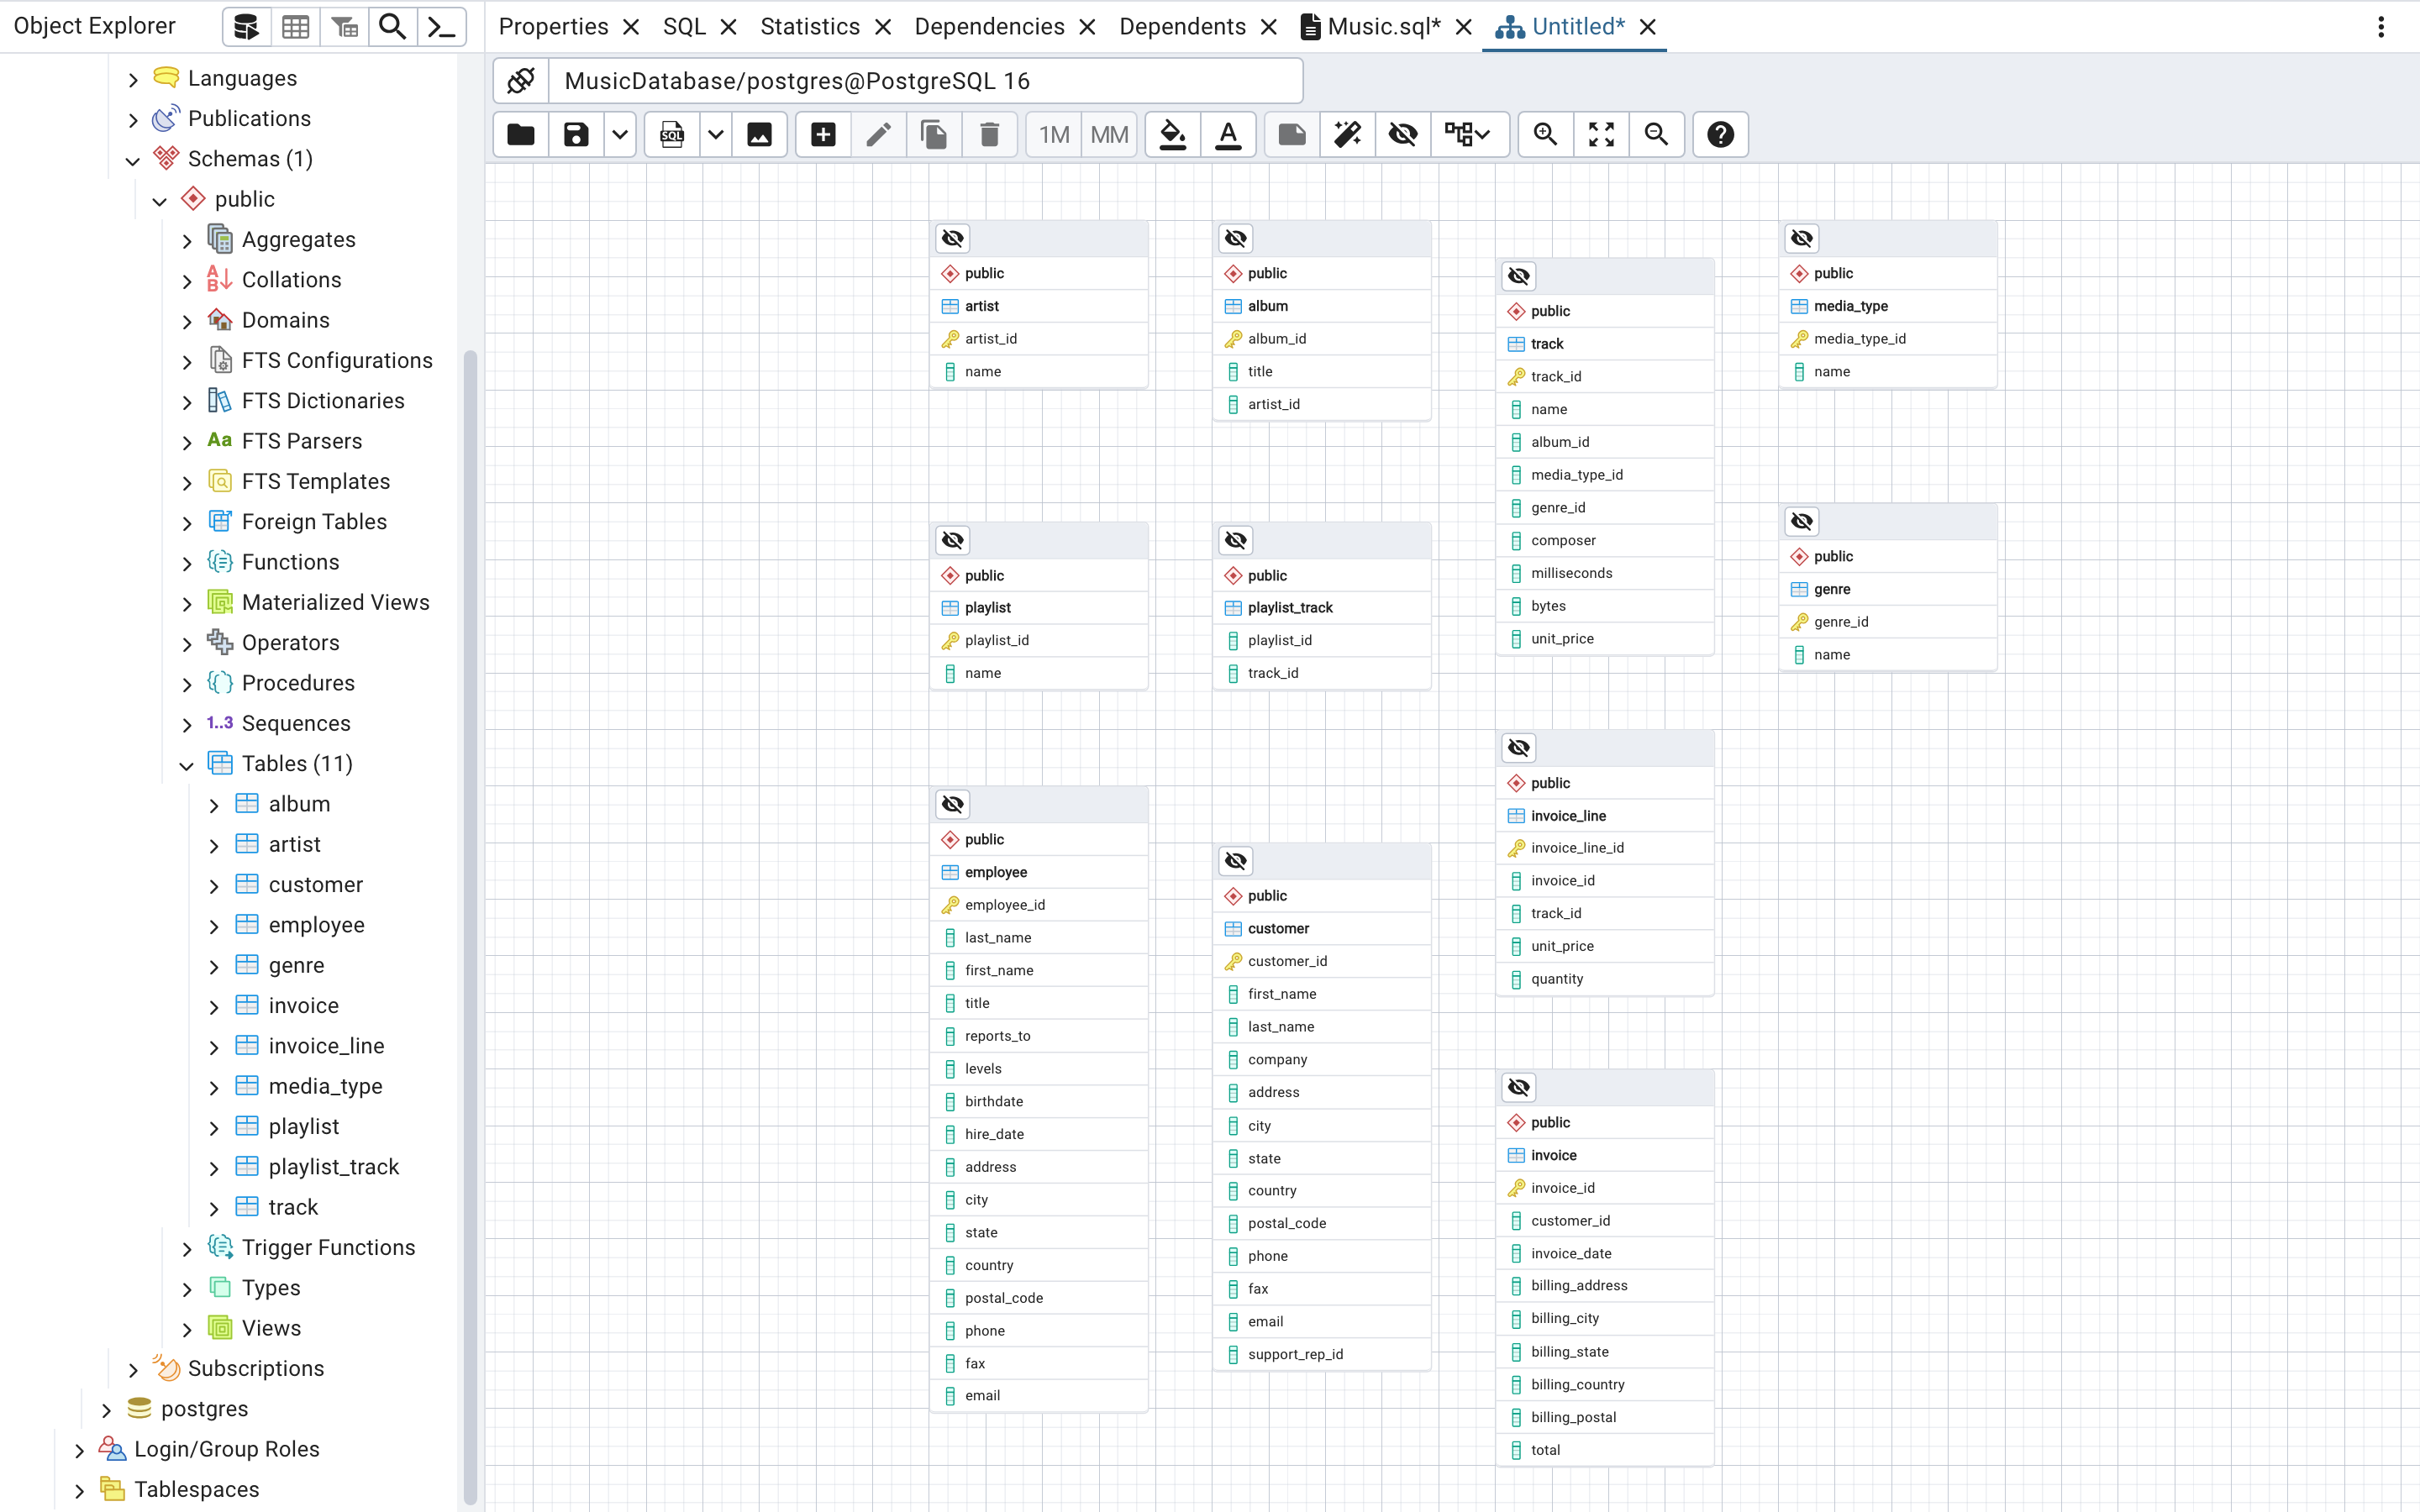 Object Explorer
Properties
SQL
Statistics
Dependencies
Dependents
Music.sql*
Untitled*
MusicDatabase/postgres@PostgreSQL 16
SQL
1M
MM
A
Languages
Publications
Schemas (1)
public
Aggregates
Collations
Domains
FTS Configurations
FTS Dictionaries
Aa FTS Parsers
FTS Templates
Foreign Tables
Functions
Materialized Views
Operators
Procedures
1..3 Sequences
Tables (11)
album
artist
customer
employee
genre
invoice
invoice_line
media_type
playlist
playlist_track
track
Trigger Functions
Types
Views
Subscriptions
postgres
Login/Group Roles
Tablespaces
public
artist
artist_id
name
public
album
album_id
title
artist_id
public
track
track_id
name
album_id
media_type_id
genre_id
composer
milliseconds
bytes
unit_price
public
media_type
media_type_id
name
public
playlist
playlist_id
name
public
playlist_track
playlist_id
track_id
public
genre
genre_id
name
public
employee
employee_id
last_name
first_name
title
reports_to
levels
birthdate
hire_date
address
city
state
country
postal_code
phone
fax
email
public
customer
customer_id
first_name
last_name
company
address
city
state
country
postal_code
phone
fax
email
support_rep_id
public
invoice_line
invoice_line_id
invoice_id
track_id
unit_price
quantity
public
invoice
invoice_id
customer_id
invoice_date
billing_address
billing_city
billing_state
billing_country
billing_postal
total